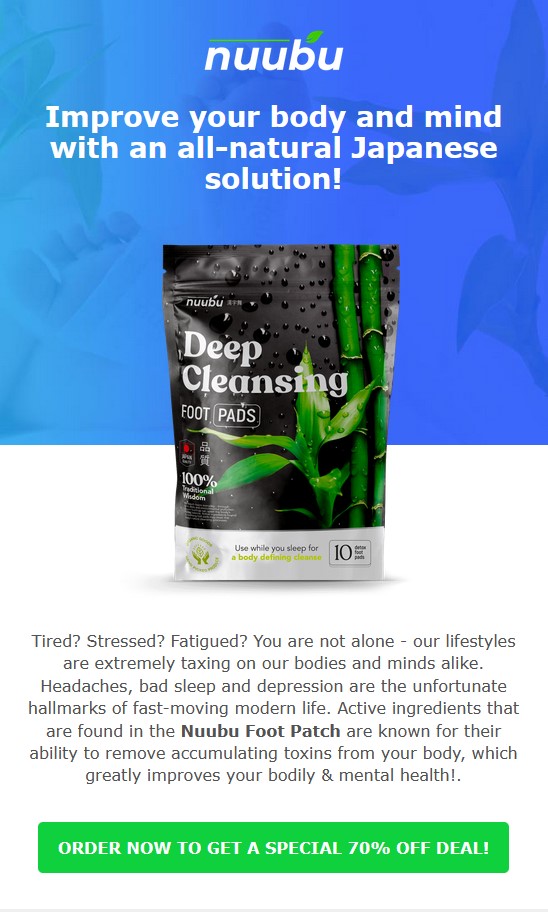 nuubu
Improve your body and mind
with an all-natural Japanese
solution!
nuubu
Deep
Cleansing
FOOT PADS
JAPAN
品
質
100%
Traditional
Wisdom
Use while you sleep for
a body defining cleanse
10 detox
foot
pads
Tired? Stressed? Fatigued? You are not alone - our lifestyles
are extremely taxing on our bodies and minds alike.
Headaches, bad sleep and depression are the unfortunate
hallmarks of fast-moving modern life. Active ingredients that
are found in the Nuubu Foot Patch are known for their
ability to remove accumulating toxins from your body, which
greatly improves your bodily & mental health!.
ORDER NOW TO GET A SPECIAL 70% OFF DEAL!